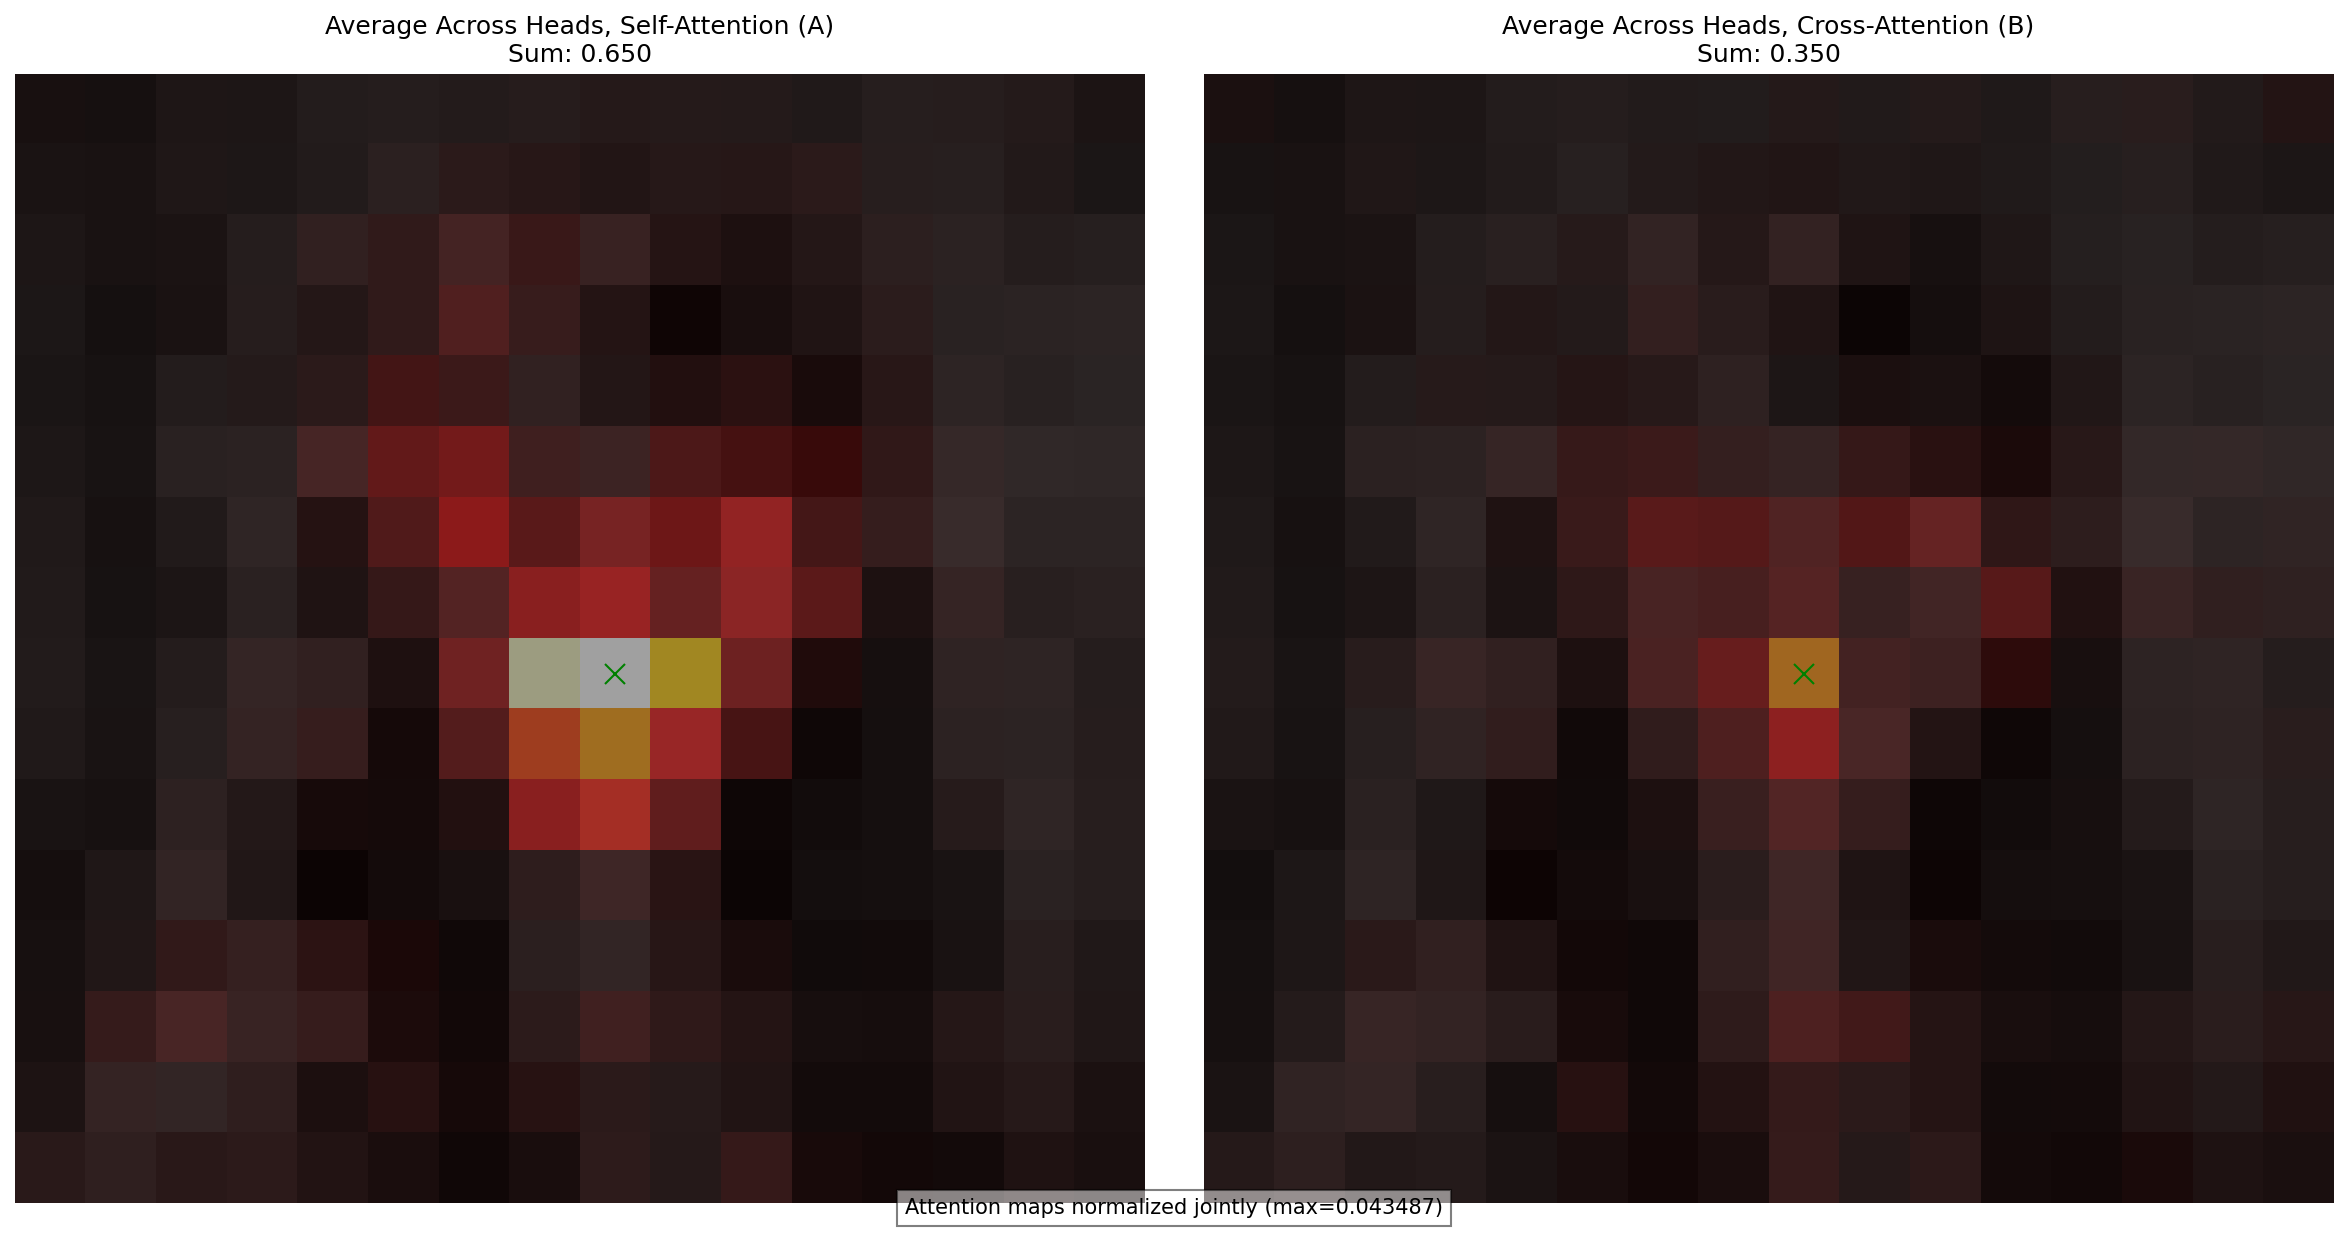 Average Across Heads, Self-Attention (A)
Sum: 0.650
Average Across Heads, Cross-Attention (B)
Sum: 0.350
Attention maps normalized jointly (max=0.043487)